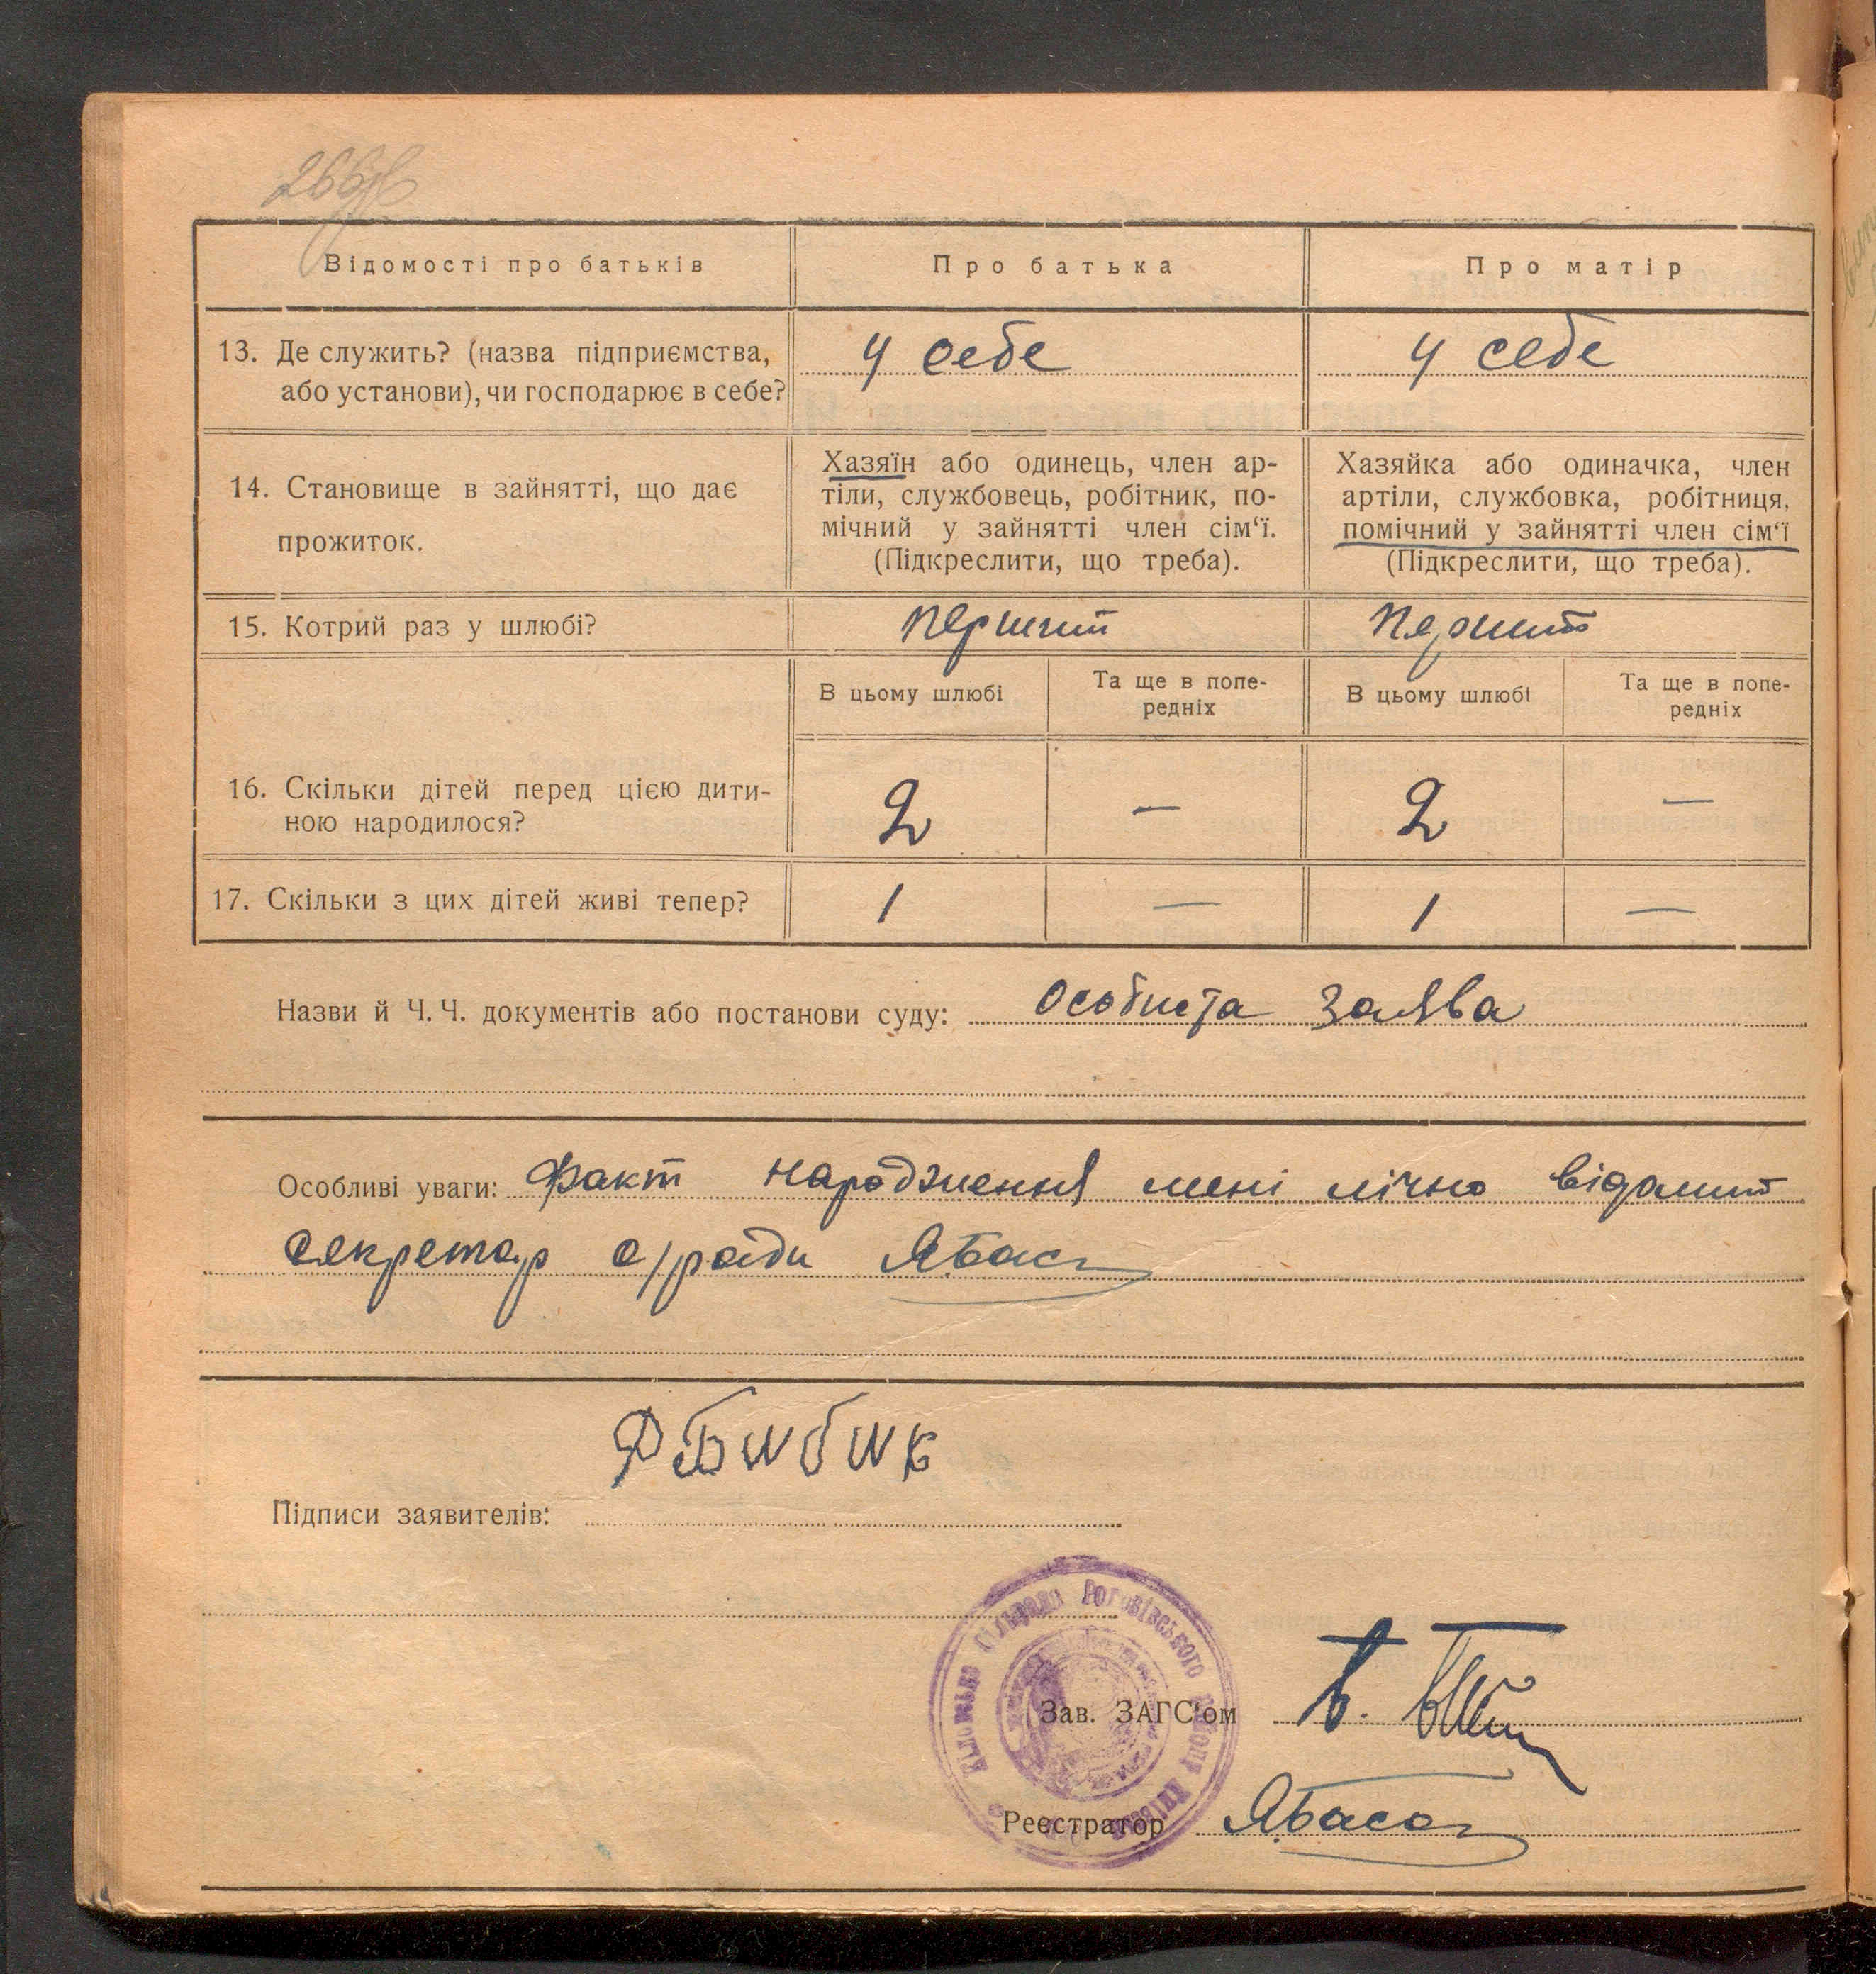 Відомості про батьків
Про батька
Про матір
13. Де служить? (назва підприємства,
або установи), чи господарює в себе?
У себе
У себе
14. Становище в зайнятті, що дає
прожиток.
Хазяїн або одинець, член ар-
тіли, службовець, робітник, по-
мічний у зайнятті член сім‘ї.
(Підкреслити, що треба).
Хазяйка або одиначка, член
артіли, службовка, робітниця,
помічний у зайнятті член сім‘ї
(Підкреслити, що треба).
15. Котрий раз у шлюбі?
Перший
Перший
В цьому шлюбі
Та ще в попе-
редніх
В цьому шлюбі
Та ще в попе-
редніх
16. Скільки дітей перед цією дити-
ною народилося?
2
—
2
—
17. Скільки з цих дітей живі тепер?
1
—
1
—
Назви й Ч. Ч. документів або постанови суду: Особиста заява
Особливі уваги: Факт народження мені лічно відомий
Секретар с/ради ЯБас
Ф Бибик
Підписи заявителів:
сільрада Роговівського
Зав. ЗАГС'ом
Реєстратор ЯБасо